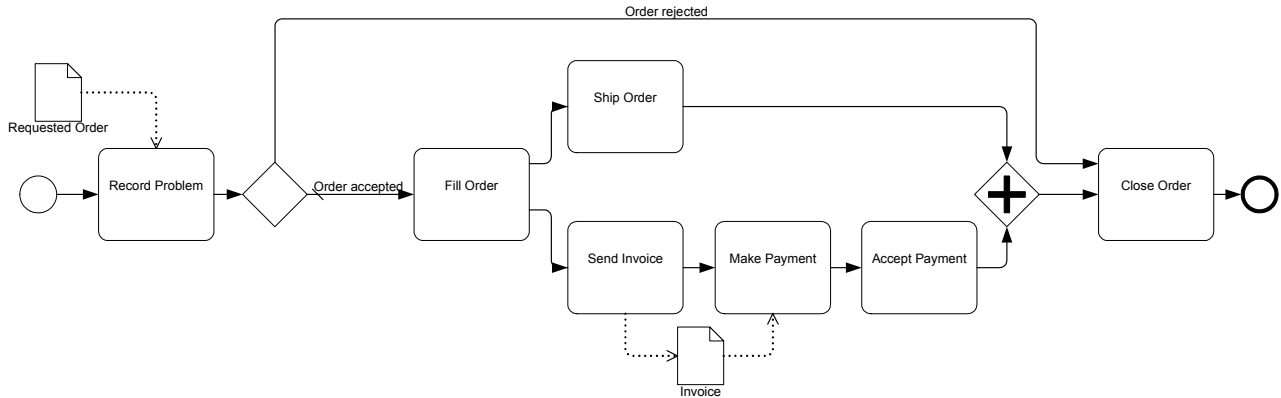 Order rejected
Ship Order
Requested Order
Record Problem
Order accepted
Fill Order
Close Order
Send Invoice
Make Payment
Accept Payment
Invoice